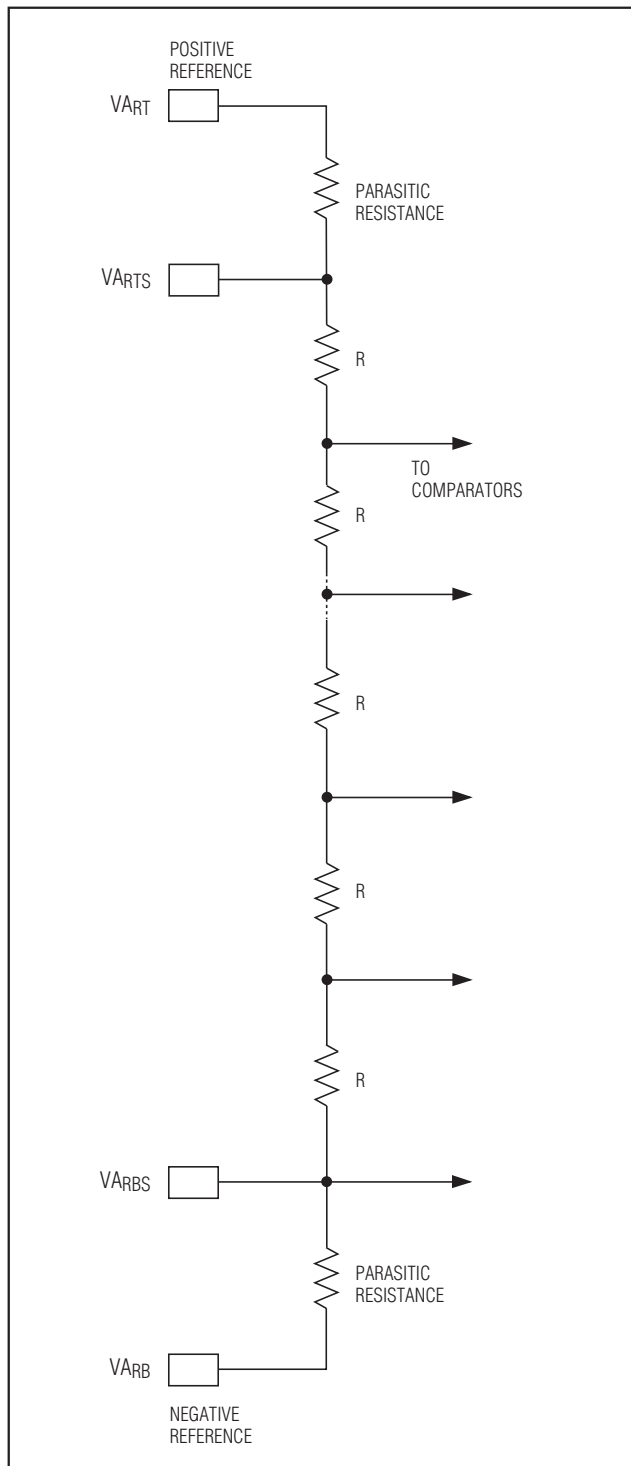 POSITIVE
REFERENCE
VART
PARASITIC
RESISTANCE
VARTS
R
TO
COMPARATORS
R
R
R
R
VARBS
PARASITIC
RESISTANCE
VARB
NEGATIVE
REFERENCE